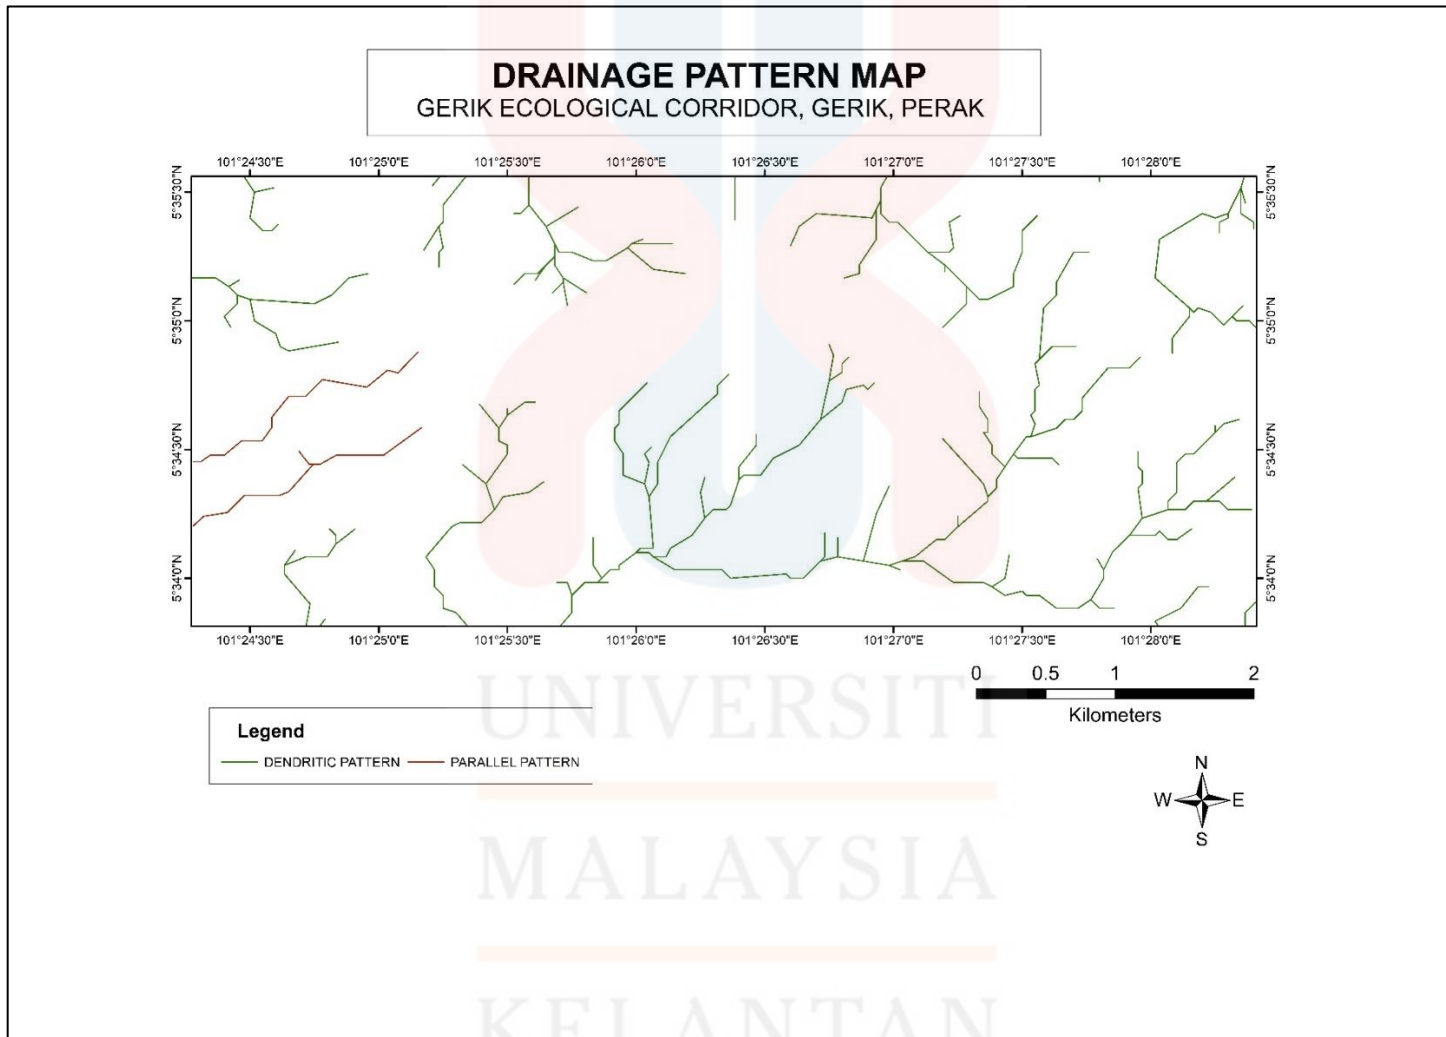 DRAINAGE PATTERN MAP
GERIK ECOLOGICAL CORRIDOR, GERIK, PERAK
101°24'30"E 101°25'0"E 101°25'30"E 101°26'0"E 101°26'30"E 101°27'0"E 101°27'30"E 101°28'0"E
5°35'30"N 5°35'30"N
5°35'0"N 5°35'0"N
5°34'30"N 5°34'30"N
5°34'0"N 5°34'0"N
101°24'30"E 101°25'0"E 101°25'30"E 101°26'0"E 101°26'30"E 101°27'0"E 101°27'30"E 101°28'0"E
0 0.5 1 2
Kilometers
Legend
DENDRITIC PATTERN PARALLEL PATTERN
N
W E
S
UNIVERSITI
MALAYSIA
KELANTAN